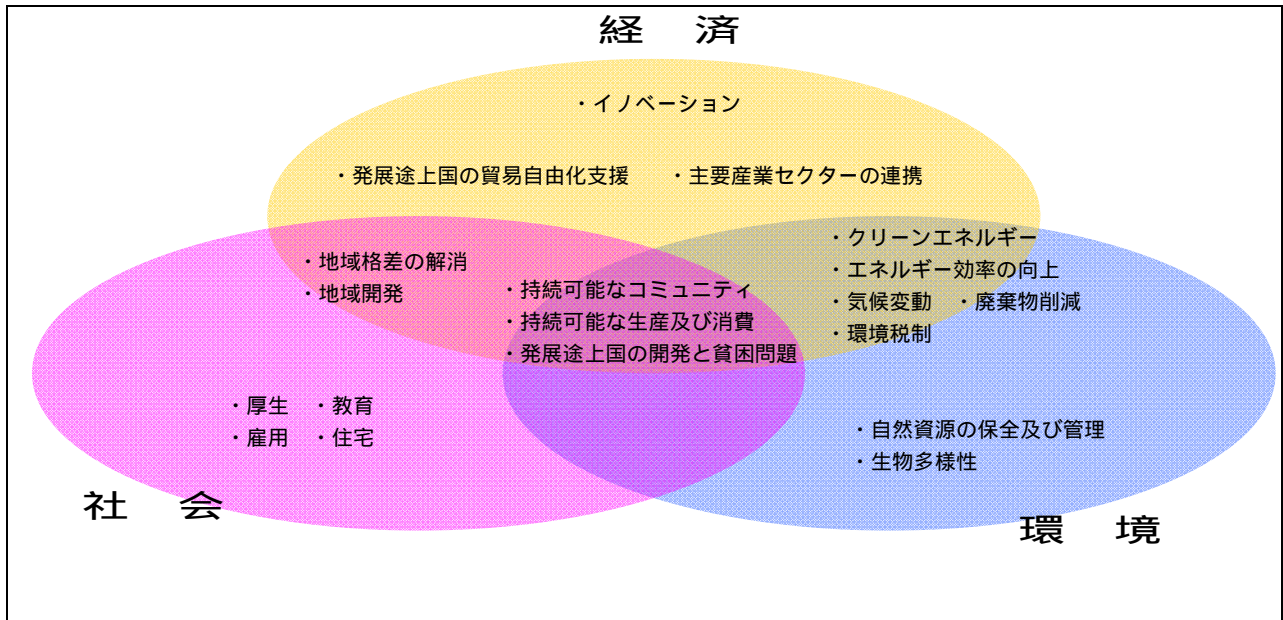 経 済
・イノベーション
・発展途上国の貿易自由化支援 ・主要産業セクターの連携
・クリーンエネルギー
・エネルギー効率の向上
・気候変動 ・廃棄物削減
・環境税制
・地域格差の解消
・地域開発
・持続可能なコミュニティ
・持続可能な生産及び消費
・発展途上国の開発と貧困問題
・厚生 ・教育
・雇用 ・住宅
・自然資源の保全及び管理
・生物多様性
社 会
環 境